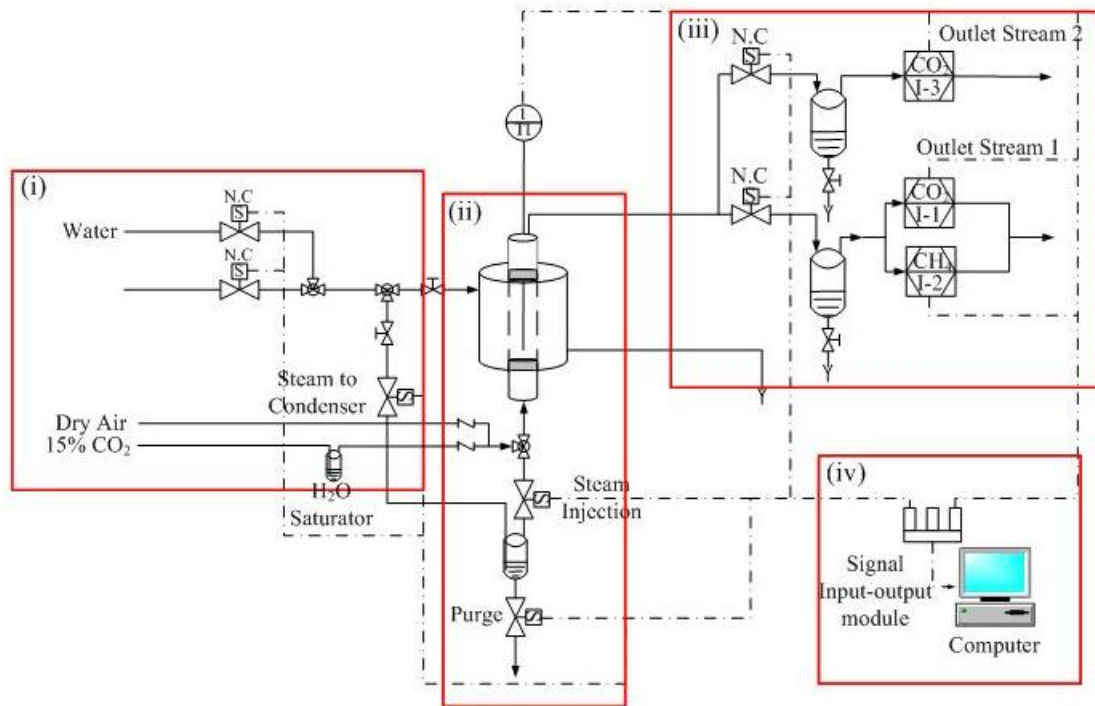 (i)
N.C
S
Water
N.C
S
Steam to
Condenser
S
Dry Air
15% CO₂
H₂O
Saturator
(ii)
TI
Steam
Injection
S
Purge
S
(iii)
N.C
S
Outlet Stream 2
CO₂
I-3
N.C
S
Outlet Stream 1
CO₂
I-1
CH₄
I-2
(iv)
Signal
Input-output
module
Computer